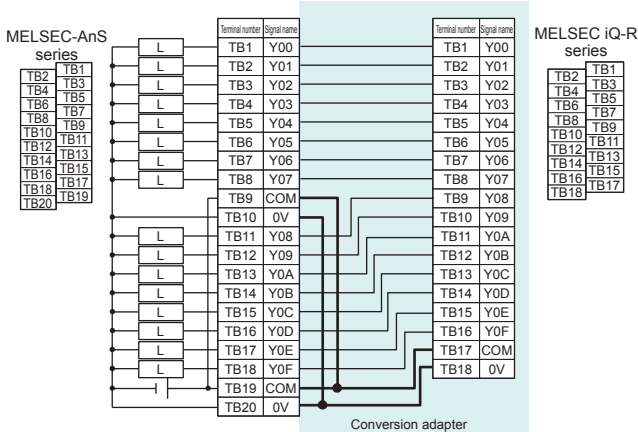 MELSEC-AnS
series
TB1
TB2
TB3
TB4
TB5
TB6
TB7
TB8
TB9
TB10
TB11
TB12
TB13
TB14
TB15
TB16
TB17
TB18
TB19
TB20
Terminal number Signal name
L TB1 Y00
L TB2 Y01
L TB3 Y02
L TB4 Y03
L TB5 Y04
L TB6 Y05
L TB7 Y06
L TB8 Y07
TB9 COM
TB10 0V
L TB11 Y08
L TB12 Y09
L TB13 Y0A
L TB14 Y0B
L TB15 Y0C
L TB16 Y0D
L TB17 Y0E
L TB18 Y0F
TB19 COM
TB20 0V
Terminal number Signal name
TB1 Y00
TB2 Y01
TB3 Y02
TB4 Y03
TB5 Y04
TB6 Y05
TB7 Y06
TB8 Y07
TB9 Y08
TB10 Y09
TB11 Y0A
TB12 Y0B
TB13 Y0C
TB14 Y0D
TB15 Y0E
TB16 Y0F
TB17 COM
TB18 0V
Conversion adapter
MELSEC iQ-R
series
TB1
TB2
TB3
TB4
TB5
TB6
TB7
TB8
TB9
TB10
TB11
TB12
TB13
TB14
TB15
TB16
TB17
TB18